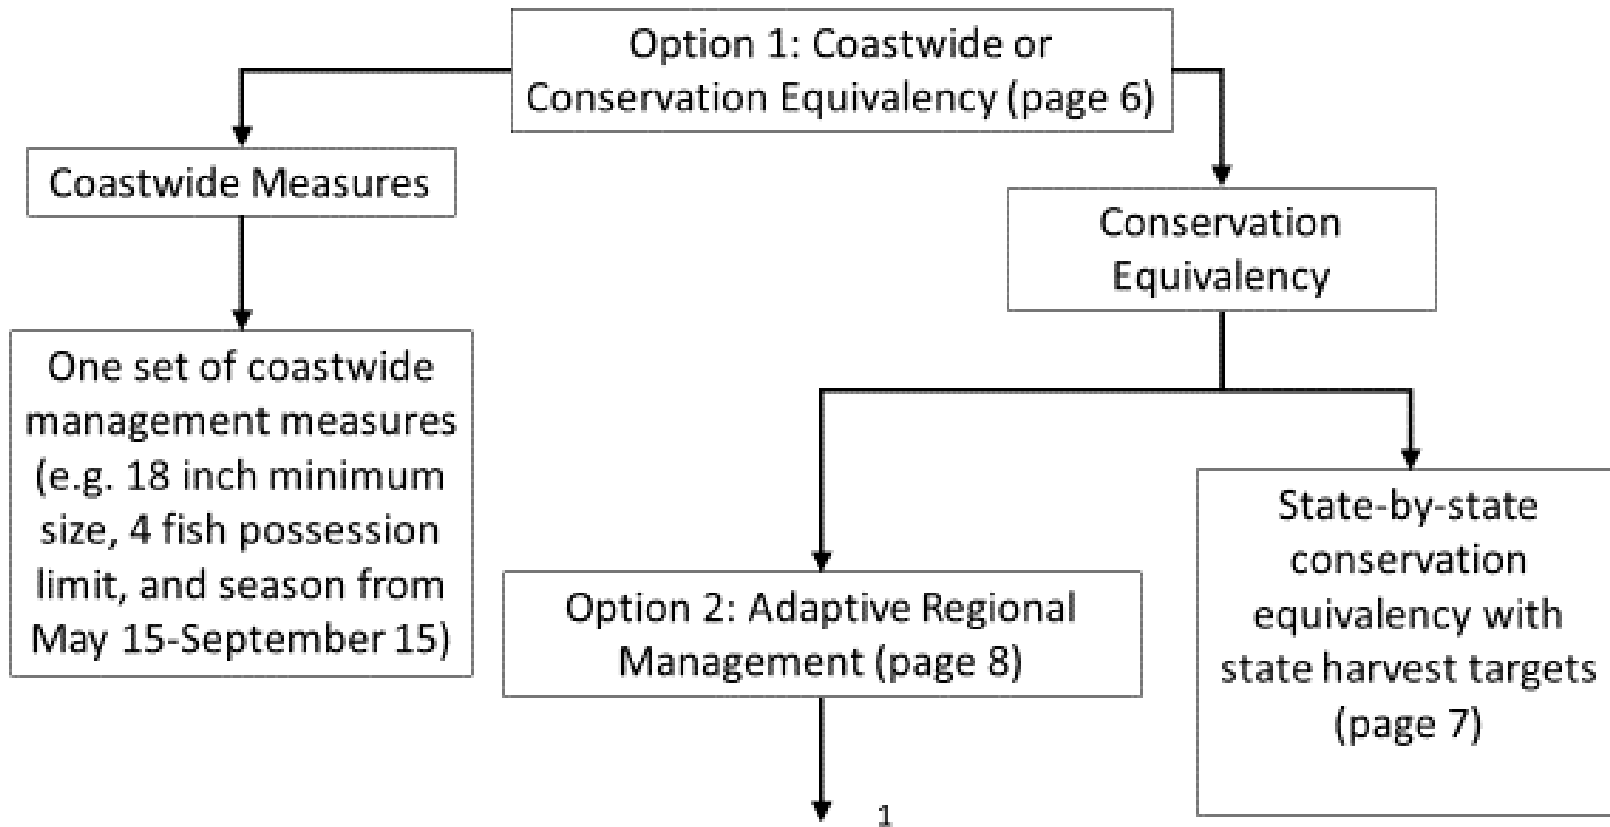 Option 1: Coastwide or
Conservation Equivalency (page 6)
Coastwide Measures
Conservation
Equivalency
One set of coastwide
management measures
(e.g. 18 inch minimum
size, 4 fish possession
limit, and season from
May 15-September 15)
Option 2: Adaptive Regional
Management (page 8)
State-by-state
conservation
equivalency with
state harvest targets
(page 7)
1